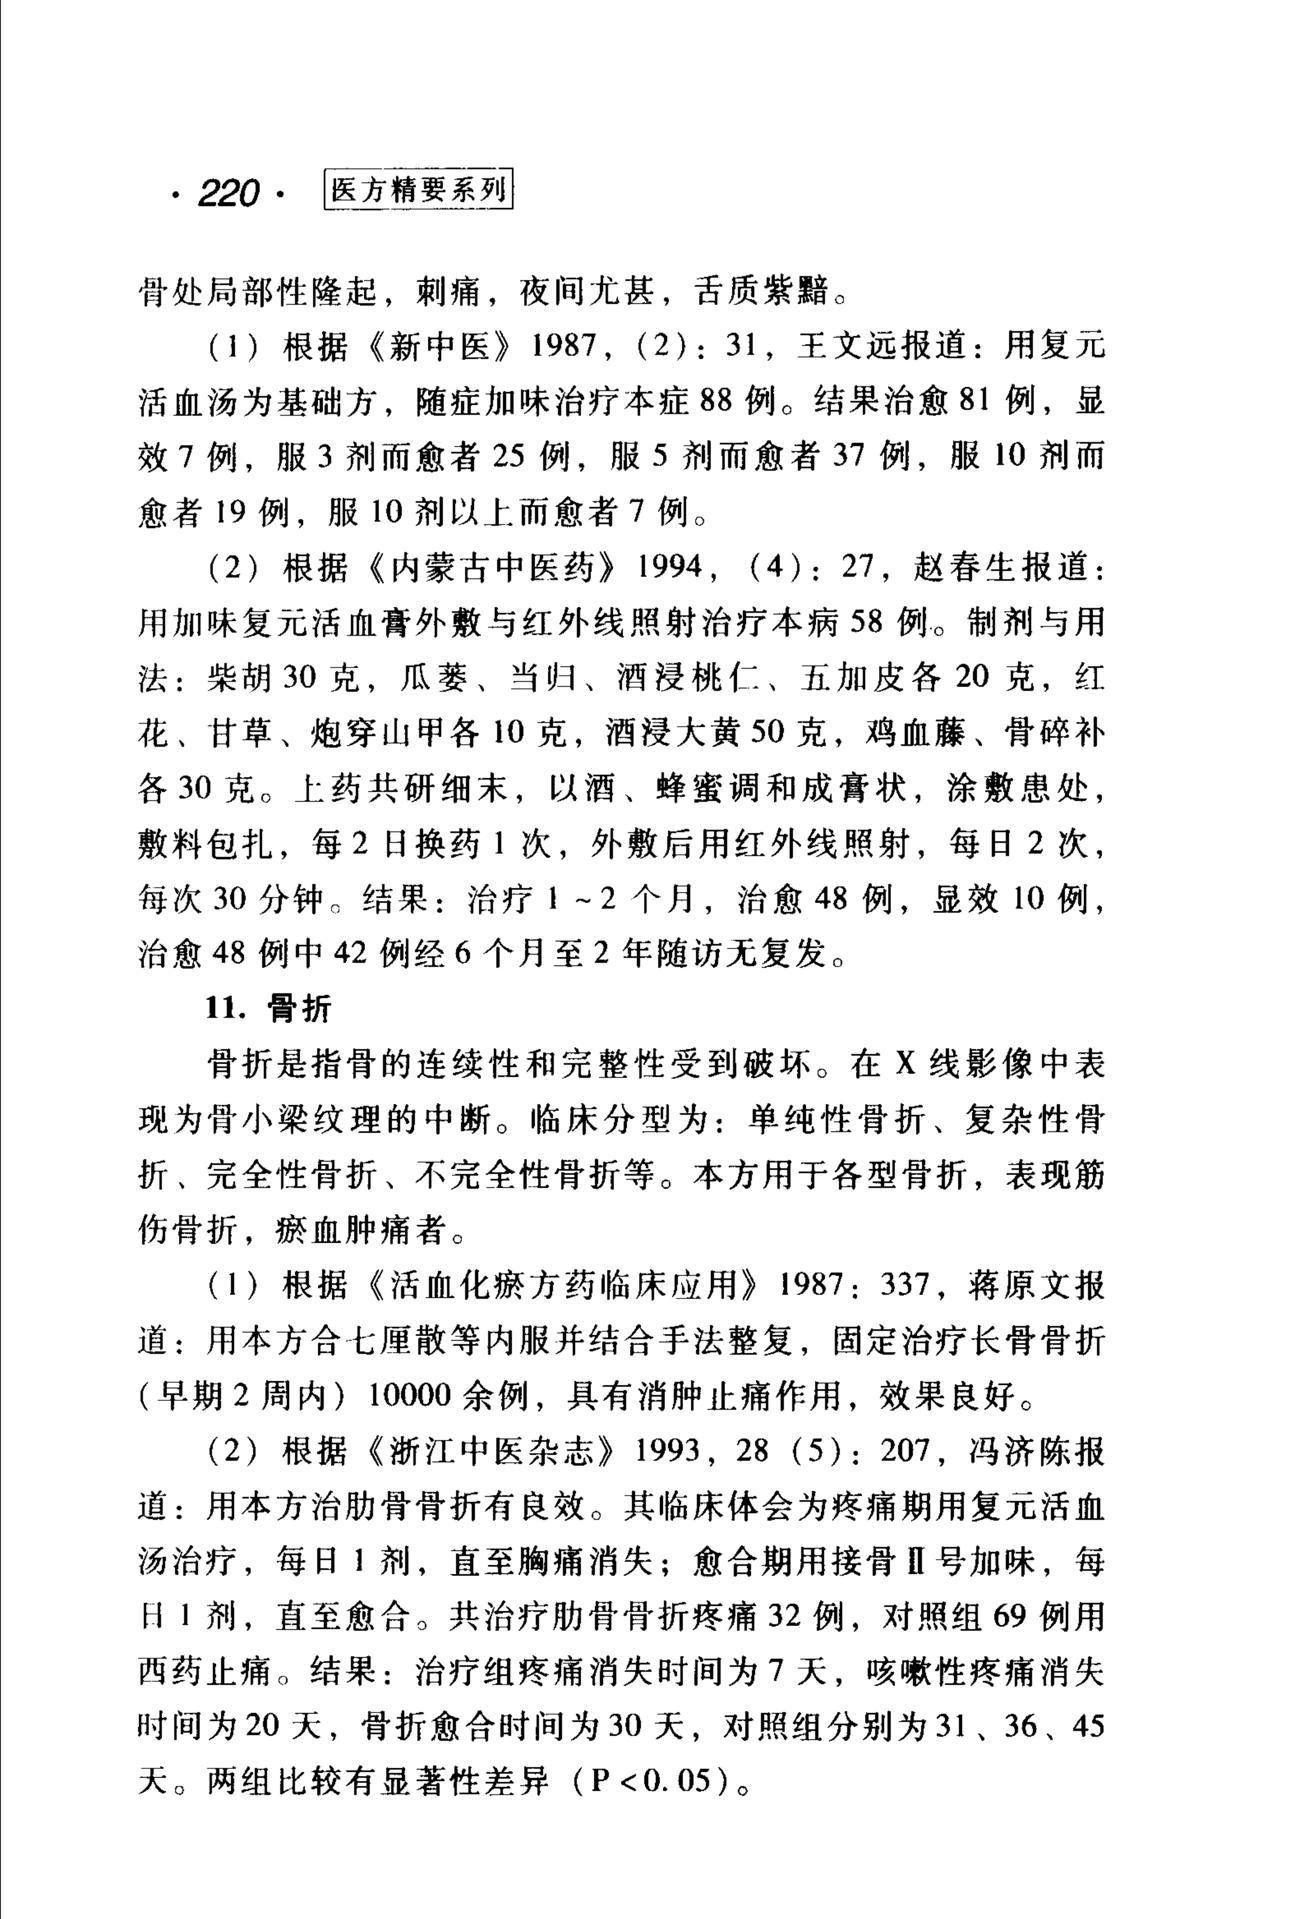 ·220· 医方精要系列
骨处局部性隆起，刺痛，夜间尤甚，舌质紫黯。
（1）根据《新中医》1987，（2）：31，王文远报道：用复元
活血汤为基础方，随症加味治疗本症 88 例。结果治愈 81 例，显
效 7 例，服 3 剂而愈者 25 例，服 5 剂而愈者 37 例，服 10 剂而
愈者 19 例，服 10 剂以上而愈者 7 例。
（2）根据《内蒙古中医药》1994，（4）：27，赵春生报道：
用加味复元活血膏外敷与红外线照射治疗本病 58 例。制剂与用
法：柴胡 30 克，瓜蒌、当归、酒浸桃仁、五加皮各 20 克，红
花、甘草、炮穿山甲各 10 克，酒浸大黄 50 克，鸡血藤、骨碎补
各 30 克。上药共研细末，以酒、蜂蜜调和成膏状，涂敷患处，
敷料包扎，每 2 日换药 1 次，外敷后用红外线照射，每日 2 次，
每次 30 分钟。结果：治疗 1～2 个月，治愈 48 例，显效 10 例，
治愈 48 例中 42 例经 6 个月至 2 年随访无复发。
11. 骨折
骨折是指骨的连续性和完整性受到破坏。在 X 线影像中表
现为骨小梁纹理的中断。临床分型为：单纯性骨折、复杂性骨
折、完全性骨折、不完全性骨折等。本方用于各型骨折，表现筋
伤骨折，瘀血肿痛者。
（1）根据《活血化瘀方药临床应用》1987：337，蒋原文报
道：用本方合七厘散等内服并结合手法整复，固定治疗长骨骨折
（早期 2 周内）10000 余例，具有消肿止痛作用，效果良好。
（2）根据《浙江中医杂志》1993，28（5）：207，冯济陈报
道：用本方治肋骨骨折有良效。其临床体会为疼痛期用复元活血
汤治疗，每日 1 剂，直至胸痛消失；愈合期用接骨Ⅱ号加味，每
日 1 剂，直至愈合。共治疗肋骨骨折疼痛 32 例，对照组 69 例用
西药止痛。结果：治疗组疼痛消失时间为 7 天，咳嗽性疼痛消失
时间为 20 天，骨折愈合时间为 30 天，对照组分别为 31、36、45
天。两组比较有显著性差异（P＜0.05）。